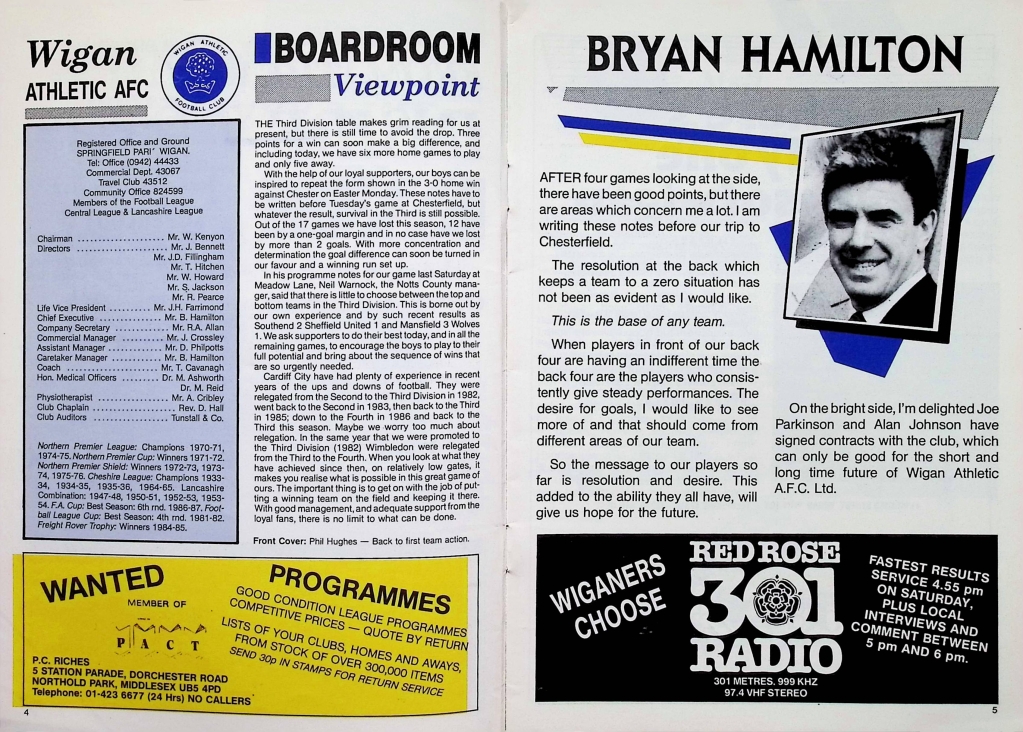 Wigan
ATHLETIC AFC
WIGAN ATHLETIC
FOOTBALL CLUB
Registered Office and Ground
SPRINGFIELD PARK WIGAN.
Tel: Office (0942) 44433
Commercial Dept. 43067
Travel Club 43512
Community Office 824599
Members of the Football League
Central League & Lancashire League
Chairman .................... Mr. W. Kenyon
Directors ..................... Mr. J. Bennett
Mr. J.D. Fillingham
Mr. T. Hitchen
Mr. W. Howard
Mr. S. Jackson
Mr. R. Pearce
Life Vice President .......... Mr. J.H. Farrimond
Chief Executive ............. Mr. B. Hamilton
Company Secretary ............ Mr. R.A. Allan
Commercial Manager ..... Mr. J. Crossley
Assistant Manager ....... Mr. D. Philpotts
Caretaker Manager ....... Mr. B. Hamilton
Coach .................... Mr. T. Cavanagh
Hon. Medical Officers ......... Dr. M. Ashworth
Dr. M. Reid
Physiotherapist ................ Mr. A. Cribley
Club Chaplain ..................... Rev. D. Hall
Club Auditors .................. Tunstall & Co.
Northern Premier League: Champions 1970-71,
1974-75. Northern Premier Cup: Winners 1971-72.
Northern Premier Shield: Winners 1972-73, 1973-
74, 1975-76. Cheshire League: Champions 1933-
34, 1934-35, 1935-36, 1964-65. Lancashire
Combination: 1947-48, 1950-51, 1952-53, 1953-
54. F.A. Cup: Best Season: 6th rnd. 1986-87. Foot-
ball League Cup: Best Season: 4th rnd. 1981-82.
Freight Rover Trophy: Winners 1984-85.
BOARDROOM
Viewpoint
THE Third Division table makes grim reading for us at
present, but there is still time to avoid the drop. Three
points for a win can soon make a big difference, and
including today, we have six more home games to play
and only five away.
With the help of our loyal supporters, our boys can be
inspired to repeat the form shown in the 3-0 home win
against Chester on Easter Monday. These notes have to
be written before Tuesday's game at Chesterfield, but
whatever the result, survival in the Third is still possible.
Out of the 17 games we have lost this season, 12 have
been by a one-goal margin and in no case have we lost
by more than 2 goals. With more concentration and
determination the goal difference can soon be turned in
our favour and a winning run set up.
In his programme notes for our game last Saturday at
Meadow Lane, Neil Warnock, the Notts County mana-
ger, said that there is little to choose between the top and
bottom teams in the Third Division. This is borne out by
our own experience and by such recent results as
Southend 2 Sheffield United 1 and Mansfield 3 Wolves
1. We ask supporters to do their best today, and in all the
remaining games, to encourage the boys to play to their
full potential and bring about the sequence of wins that
are so urgently needed.
Cardiff City have had plenty of experience in recent
years of the ups and downs of football. They were
relegated from the Second to the Third Division in 1982,
went back to the Second in 1983, then back to the Third
in 1985; down to the Fourth in 1986 and back to the
Third this season. Maybe we worry too much about
relegation. In the same year that we were promoted to
the Third Division (1982) Wimbledon were relegated
from the Third to the Fourth. When you look at what they
have achieved since then, on relatively low gates, it
makes you realise what is possible in this great game of
ours. The important thing is to get on with the job of put-
ting a winning team on the field and keeping it there.
With good management, and adequate support from the
loyal fans, there is no limit to what can be done.
Front Cover: Phil Hughes — Back to first team action.
WANTED
MEMBER OF
PACT
P.C. RICHES
5 STATION PARADE, DORCHESTER ROAD
NORTHOLD PARK, MIDDLESEX UB5 4PD
Telephone: 01-423 6677 (24 Hrs) NO CALLERS
PROGRAMMES
GOOD CONDITION LEAGUE PROGRAMMES
COMPETITIVE PRICES — QUOTE BY RETURN
LISTS OF YOUR CLUBS, HOMES AND AWAYS,
FROM STOCK OF OVER 300,000 ITEMS
SEND 30p IN STAMPS FOR RETURN SERVICE
4
BRYAN HAMILTON
AFTER four games looking at the side,
there have been good points, but there
are areas which concern me a lot. I am
writing these notes before our trip to
Chesterfield.
The resolution at the back which
keeps a team to a zero situation has
not been as evident as I would like.
This is the base of any team.
When players in front of our back
four are having an indifferent time the
back four are the players who consis-
tently give steady performances. The
desire for goals, I would like to see
more of and that should come from
different areas of our team.
So the message to our players so
far is resolution and desire. This
added to the ability they all have, will
give us hope for the future.
On the bright side, I'm delighted Joe
Parkinson and Alan Johnson have
signed contracts with the club, which
can only be good for the short and
long time future of Wigan Athletic
A.F.C. Ltd.
WIGANERS
CHOOSE
RED ROSE
301
RADIO
301 METRES. 999 KHZ
97.4 VHF STEREO
FASTEST RESULTS
SERVICE 4.55 pm
ON SATURDAY,
PLUS LOCAL
INTERVIEWS AND
COMMENT BETWEEN
5 pm AND 6 pm.
5